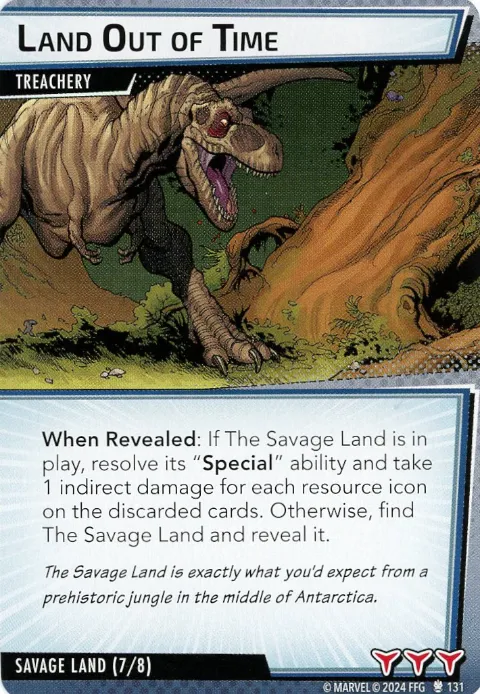 Land Out of Time
TREACHERY
When Revealed: If The Savage Land is in
play, resolve its “Special” ability and take
1 indirect damage for each resource icon
on the discarded cards. Otherwise, find
The Savage Land and reveal it.
The Savage Land is exactly what you'd expect from a
prehistoric jungle in the middle of Antarctica.
SAVAGE LAND (7/8)
© MARVEL © 2024 FFG 131